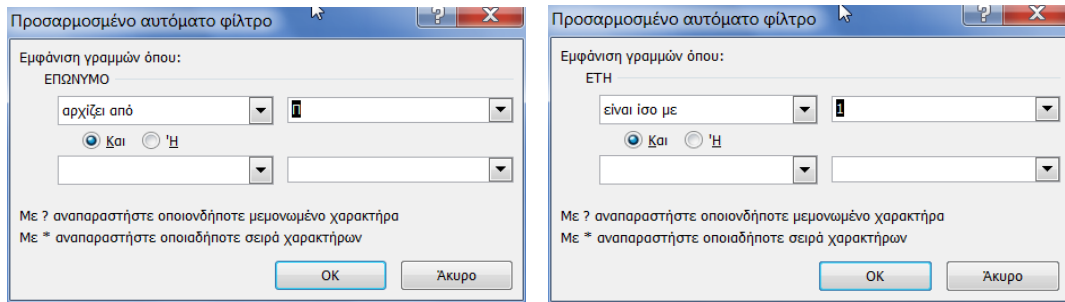 Προσαρμοσμένο αυτόματο φίλτρο
Εμφάνιση γραμμών όπου:
ΕΠΩΝΥΜΟ
αρχίζει από Π
Και Ή
Με ? αναπαραστήστε οποιονδήποτε μεμονωμένο χαρακτήρα
Με * αναπαραστήστε οποιαδήποτε σειρά χαρακτήρων
OK Άκυρο
Προσαρμοσμένο αυτόματο φίλτρο
Εμφάνιση γραμμών όπου:
ΕΤΗ
είναι ίσο με 1
Και Ή
Με ? αναπαραστήστε οποιονδήποτε μεμονωμένο χαρακτήρα
Με * αναπαραστήστε οποιαδήποτε σειρά χαρακτήρων
OK Άκυρο